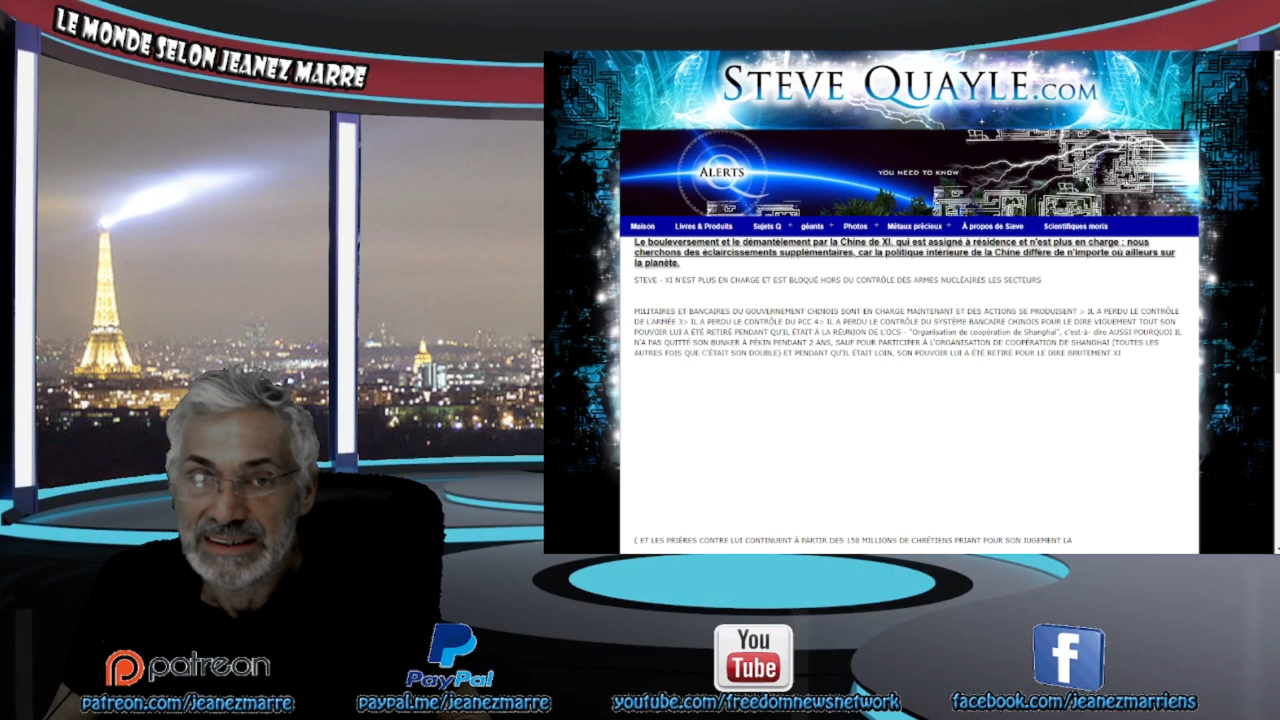 LE MONDE SELON JEANEZ MARRE
STEVE QUAYLE.COM
ALERTS
YOU NEED TO KNOW
Maison Livres & Produits Sujets Q géants Photos Métaux précieux À propos de Steve Scientifiques morts
Le bouleversement et le démantèlement par la Chine de XI, qui est assigné à résidence et n'est plus en charge : nous
cherchons des éclaircissements supplémentaires, car la politique intérieure de la Chine diffère de n'importe où ailleurs sur
la planète.
STEVE - XI N'EST PLUS EN CHARGE ET EST BLOQUÉ HORS DU CONTRÔLE DES ARMES NUCLÉAIRES LES SECTEURS
MILITAIRES ET BANCAIRES DU GOUVERNEMENT CHINOIS SONT EN CHARGE MAINTENANT ET DES ACTIONS SE PRODUISENT > IL A PERDU LE CONTRÔLE
DE L'ARMÉE 3> IL A PERDU LE CONTRÔLE DU PCC 4> IL A PERDU LE CONTRÔLE DU SYSTÈME BANCAIRE CHINOIS POUR LE DIRE VIGUEMENT TOUT SON
POUVOIR LUI A ÉTÉ RETIRÉ PENDANT QU'IL ÉTAIT À LA RÉUNION DE L'OCS - "Organisation de coopération de Shanghai", c'est-à- dire AUSSI POURQUOI IL
N'A PAS QUITTÉ SON BUNKER À PÉKIN PENDANT 2 ANS, SAUF POUR PARTICIPER À L'ORGANISATION DE COOPÉRATION DE SHANGHAI (TOUTES LES
AUTRES FOIS QUE C'ÉTAIT SON DOUBLE) ET PENDANT QU'IL ÉTAIT LOIN, SON POUVOIR LUI A ÉTÉ RETIRÉ POUR LE DIRE BRUTEMENT XI
( ET LES PRIÈRES CONTRE LUI CONTINUENT À PARTIR DES 150 MILLIONS DE CHRÉTIENS PRIANT POUR SON JUGEMENT LA
patreon
patreon.com/jeanezmarre
PayPal
paypal.me/jeanezmarre
You
Tube
youtube.com/freedomnewsnetwork
f
facebook.com/jeanezmarriens